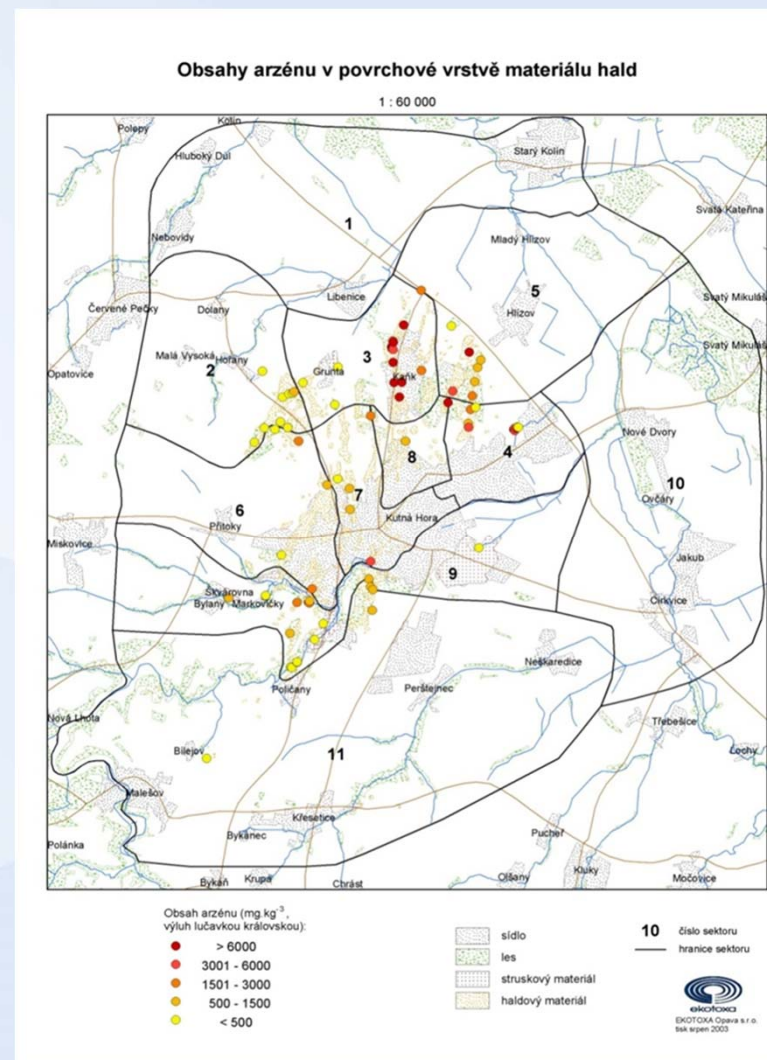 Obsahy arzénu v povrchové vrstvě materiálu hald
1 : 60 000
Polepy
Kolín
Hluboký Důl
Starý Kolín
Svatá Kateřina
1
Nebovidy
Mladý Hlízov
5
Červené Pečky
Dolany
Libenice
Hlízov
Svatý Mikuláš
Malá Vysoká
Hořany
2
Grunta
3
Kaňk
Svatý Mikuláš
Opatovice
8
4
Nové Dvory
10
Ovčáry
6
Přítoky
7
Kutná Hora
Miskovice
9
Jakub
Skvárovna
Bylany
Markovičky
Církvice
Poličany
Perštejnec
Neškaredice
Nová Lhota
Třebešice
Bilejov
11
Lochy
Malešov
Křesetice
Bykánec
Pucheř
Polánka
Bykáň
Krupá
Chrást
Olšany
Kluky
Močovice
Obsah arzénu (mg.kg-3,
výluh lučavkou královskou):
> 6000
3001 - 6000
1501 - 3000
500 - 1500
< 500
sídlo
les
struskový materiál
haldový materiál
10 číslo sektoru
hranice sektoru
ekotoxa
EKOTOXA Opava s.r.o.
tisk srpen 2003